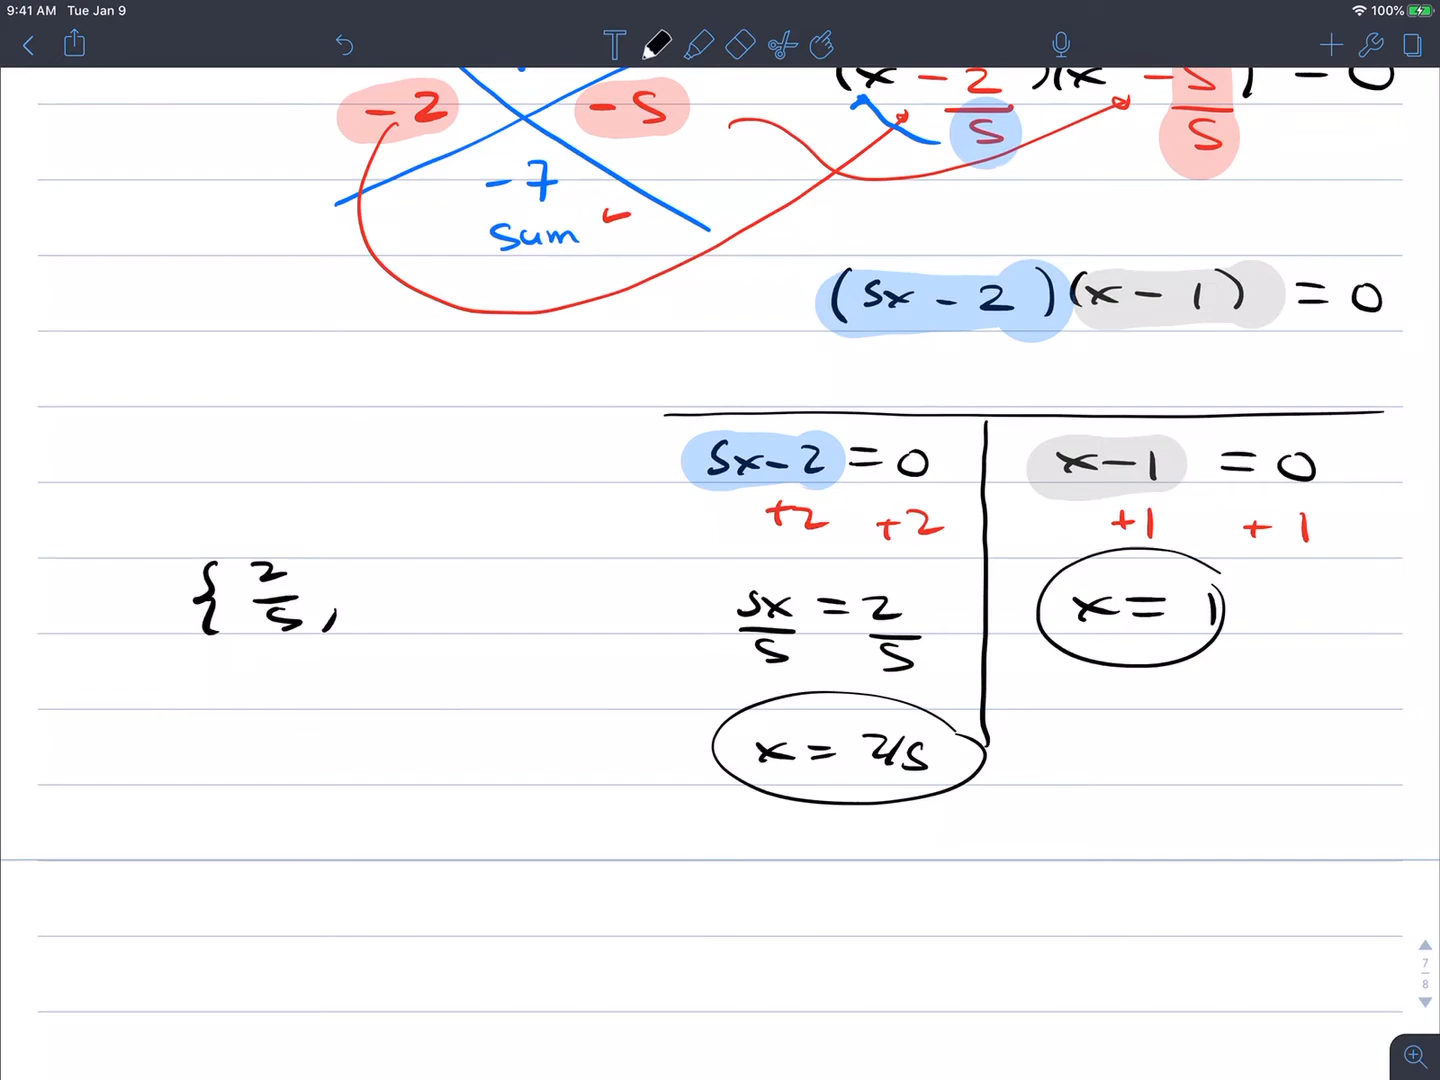 9:41 AM Tue Jan 9
100%
T
(x - 2/5)(x - 5/5) = 0
-2 -5
-7
sum
(5x - 2)(x - 1) = 0
5x - 2 = 0
+2 +2
5x/5 = 2/5
x = 2/5
x - 1 = 0
+1 +1
x = 1
{ 2/5 ,
7
8